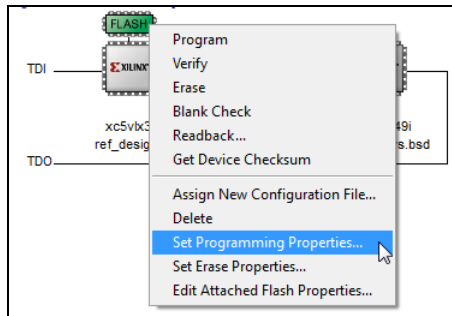 FLASH
Program
TDI
XILINX
Verify
Erase
Blank Check
xc5vlx3
49i
Readback...
ref_desig
s.bsd
TDO
Get Device Checksum
Assign New Configuration File...
Delete
Set Programming Properties...
Set Erase Properties...
Edit Attached Flash Properties...